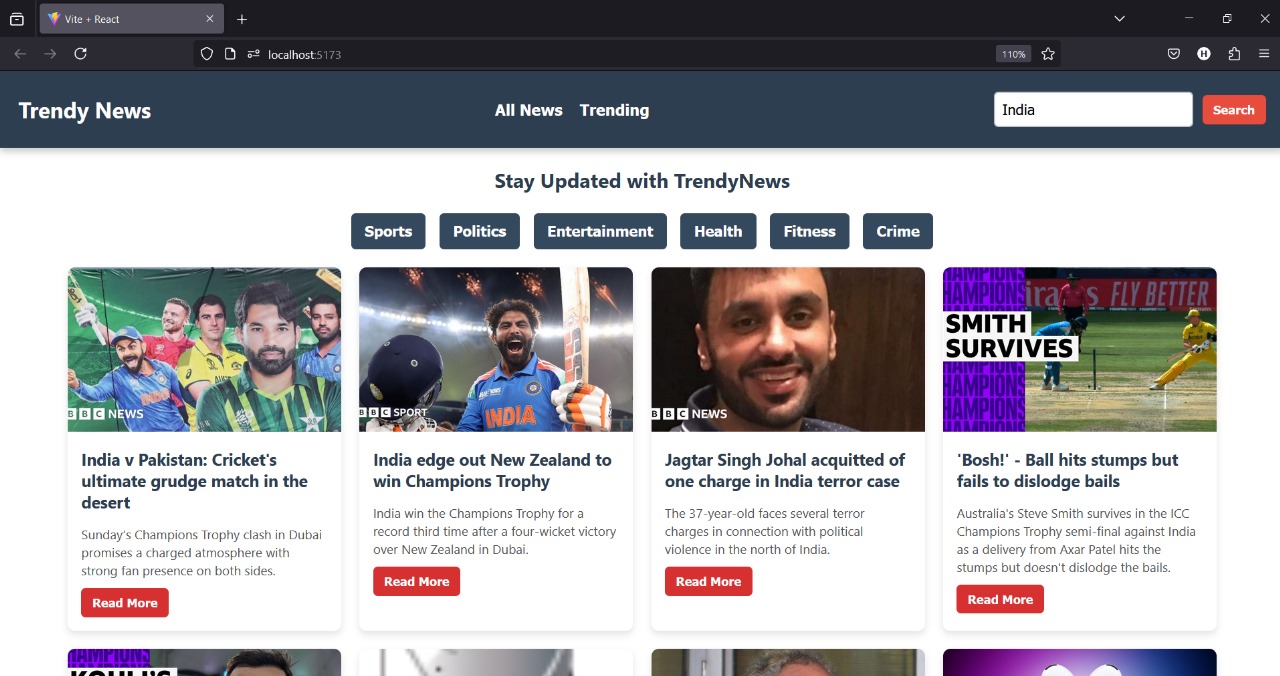 Vite + React
localhost:5173
110%
H
Trendy News
All News Trending
India
Search
Stay Updated with TrendyNews
Sports Politics Entertainment Health Fitness Crime
BBC NEWS
India v Pakistan: Cricket's
ultimate grudge match in the
desert
Sunday's Champions Trophy clash in Dubai
promises a charged atmosphere with
strong fan presence on both sides.
Read More
INDIA
BBC SPORT
India edge out New Zealand to
win Champions Trophy
India win the Champions Trophy for a
record third time after a four-wicket victory
over New Zealand in Dubai.
Read More
BBC NEWS
Jagtar Singh Johal acquitted of
one charge in India terror case
The 37-year-old faces several terror
charges in connection with political
violence in the north of India.
Read More
FLY BETTER
SMITH
SURVIVES
'Bosh!' - Ball hits stumps but
fails to dislodge bails
Australia's Steve Smith survives in the ICC
Champions Trophy semi-final against India
as a delivery from Axar Patel hits the
stumps but doesn't dislodge the bails.
Read More
KOHLI'S